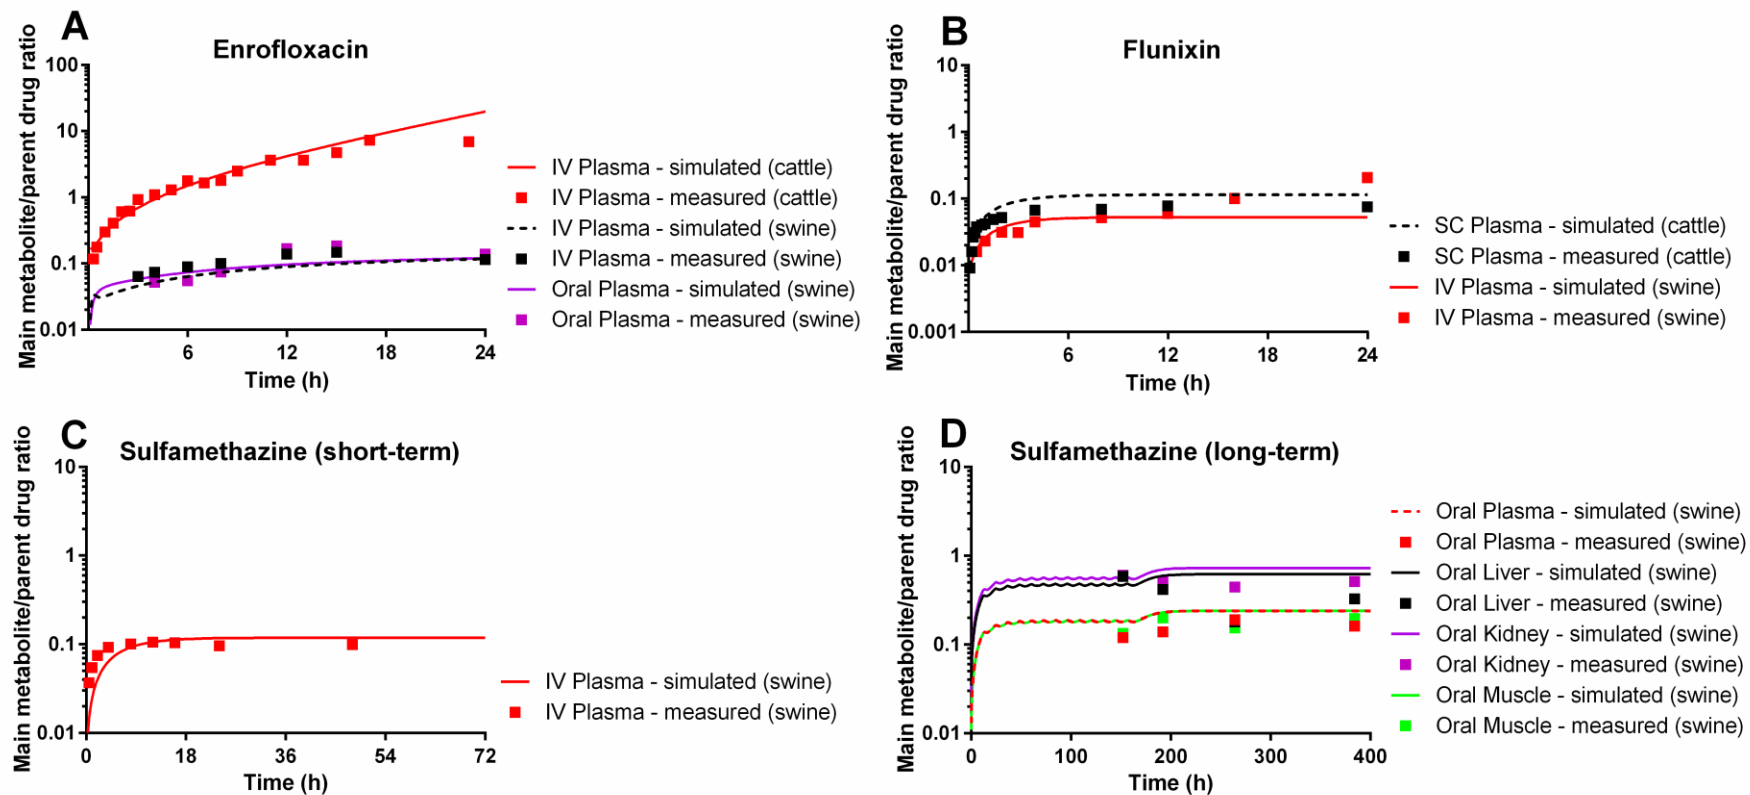 A
Enrofloxacin
Main metabolite/parent drug ratio
100
10
1
0.1
0.01
6
12
18
24
Time (h)
IV Plasma - simulated (cattle)
IV Plasma - measured (cattle)
IV Plasma - simulated (swine)
IV Plasma - measured (swine)
Oral Plasma - simulated (swine)
Oral Plasma - measured (swine)
B
Flunixin
Main metabolite/parent drug ratio
10
1
0.1
0.01
0.001
6
12
18
24
Time (h)
SC Plasma - simulated (cattle)
SC Plasma - measured (cattle)
IV Plasma - simulated (swine)
IV Plasma - measured (swine)
C
Sulfamethazine (short-term)
Main metabolite/parent drug ratio
10
1
0.1
0.01
0
18
36
54
72
Time (h)
IV Plasma - simulated (swine)
IV Plasma - measured (swine)
D
Sulfamethazine (long-term)
Main metabolite/parent drug ratio
10
1
0.1
0.01
0
100
200
300
400
Time (h)
Oral Plasma - simulated (swine)
Oral Plasma - measured (swine)
Oral Liver - simulated (swine)
Oral Liver - measured (swine)
Oral Kidney - simulated (swine)
Oral Kidney - measured (swine)
Oral Muscle - simulated (swine)
Oral Muscle - measured (swine)